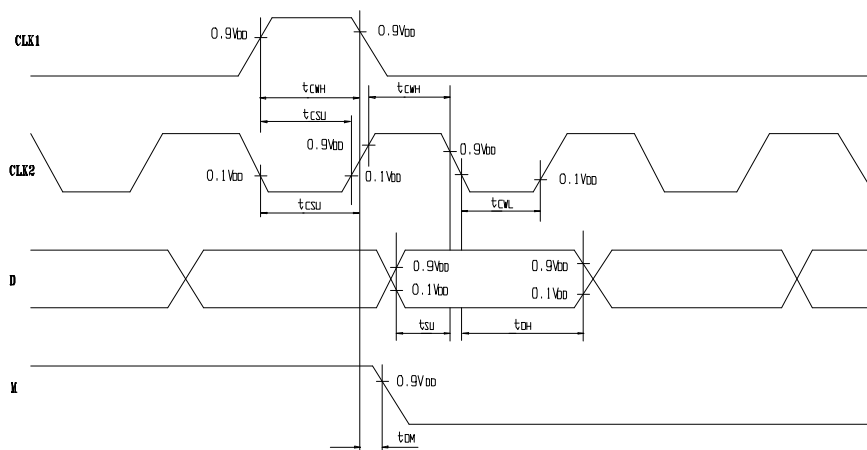 CLK1
0.9VDD
0.9VDD
tCWH
tCWH
tCSU
CLK2
0.9VDD
0.9VDD
0.1VDD
0.1VDD
0.1VDD
tCSU
tCWL
D
0.9VDD
0.9VDD
0.1VDD
0.1VDD
tSU
tDH
M
0.9VDD
tDM